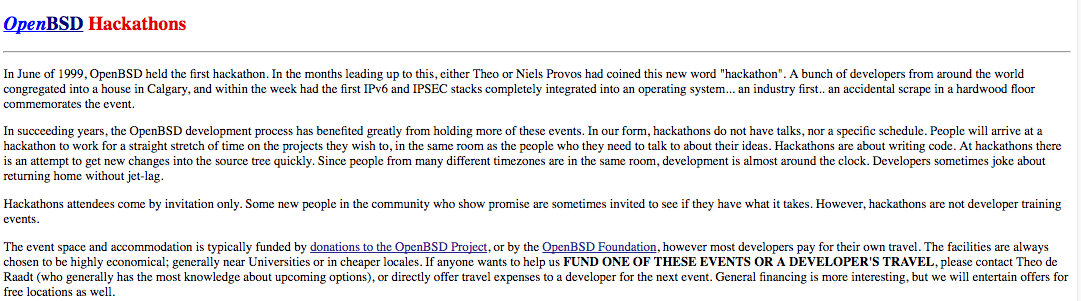 OpenBSD Hackathons
In June of 1999, OpenBSD held the first hackathon. In the months leading up to this, either Theo or Niels Provos had coined this new word "hackathon". A bunch of developers from around the world
congregated into a house in Calgary, and within the week had the first IPv6 and IPSEC stacks completely integrated into an operating system... an industry first.. an accidental scrape in a hardwood floor
commemorates the event.
In succeeding years, the OpenBSD development process has benefited greatly from holding more of these events. In our form, hackathons do not have talks, nor a specific schedule. People will arrive at a
hackathon to work for a straight stretch of time on the projects they wish to, in the same room as the people who they need to talk to about their ideas. Hackathons are about writing code. At hackathons there
is an attempt to get new changes into the source tree quickly. Since people from many different timezones are in the same room, development is almost around the clock. Developers sometimes joke about
returning home without jet-lag.
Hackathons attendees come by invitation only. Some new people in the community who show promise are sometimes invited to see if they have what it takes. However, hackathons are not developer training
events.
The event space and accommodation is typically funded by donations to the OpenBSD Project, or by the OpenBSD Foundation, however most developers pay for their own travel. The facilities are always
chosen to be highly economical; generally near Universities or in cheaper locales. If anyone wants to help us FUND ONE OF THESE EVENTS OR A DEVELOPER'S TRAVEL, please contact Theo de
Raadt (who generally has the most knowledge about upcoming options), or directly offer travel expenses to a developer for the next event. General financing is more interesting, but we will entertain offers for
free locations as well.